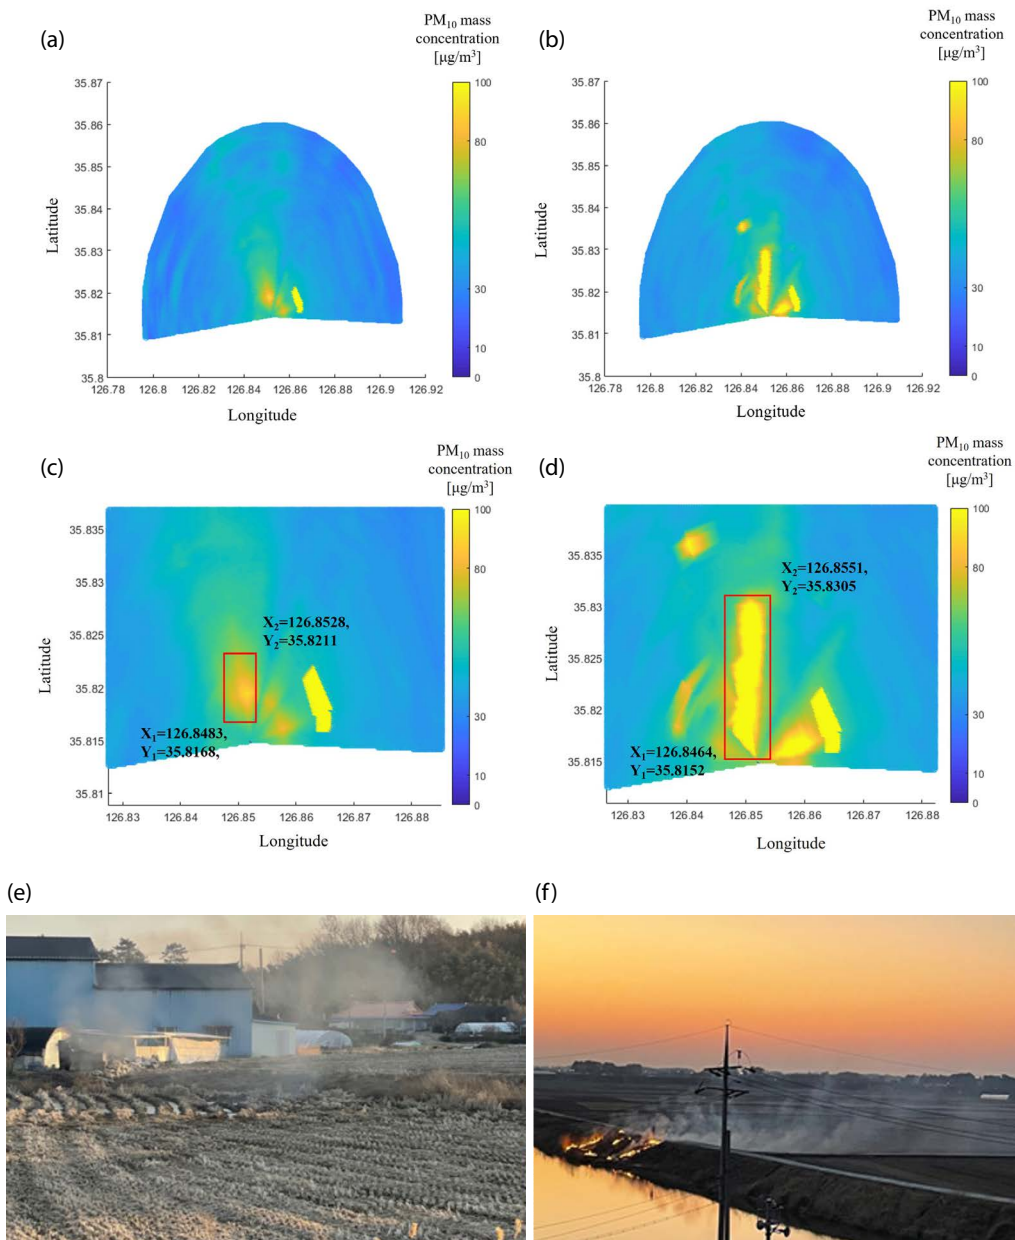 (a)
PM10 mass
concentration
[μg/m³]
35.87
35.86
35.85
35.84
35.83
35.82
35.81
35.8
126.78 126.8 126.82 126.84 126.86 126.88 126.9 126.92
Latitude
Longitude
100
80
30
10
0
(b)
PM10 mass
concentration
[μg/m³]
35.87
35.86
35.85
35.84
35.83
35.82
35.81
35.8
126.78 126.8 126.82 126.84 126.86 126.88 126.9 126.92
Latitude
Longitude
100
80
30
10
0
(c)
PM10 mass
concentration
[μg/m³]
35.835
35.83
35.825
35.82
35.815
35.81
X2=126.8528,
Y2=35.8211
X1=126.8483,
Y1=35.8168,
126.83 126.84 126.85 126.86 126.87 126.88
Latitude
Longitude
100
80
30
10
0
(d)
PM10 mass
concentration
[μg/m³]
35.835
35.83
35.825
35.82
35.815
X2=126.8551,
Y2=35.8305
X1=126.8464,
Y1=35.8152
126.83 126.84 126.85 126.86 126.87 126.88
Latitude
Longitude
100
80
30
10
0
(e)
(f)